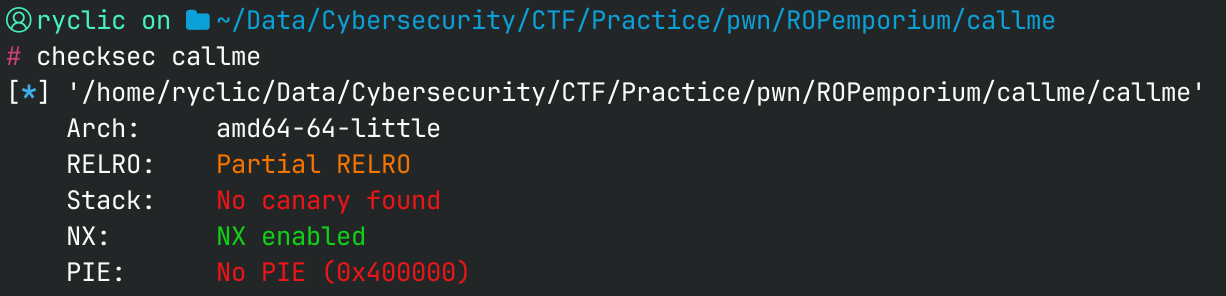 ryclic on ~/Data/Cybersecurity/CTF/Practice/pwn/ROPemporium/callme
# checksec callme
[*] '/home/ryclic/Data/Cybersecurity/CTF/Practice/pwn/ROPemporium/callme/callme'
Arch: amd64-64-little
RELRO: Partial RELRO
Stack: No canary found
NX: NX enabled
PIE: No PIE (0x400000)